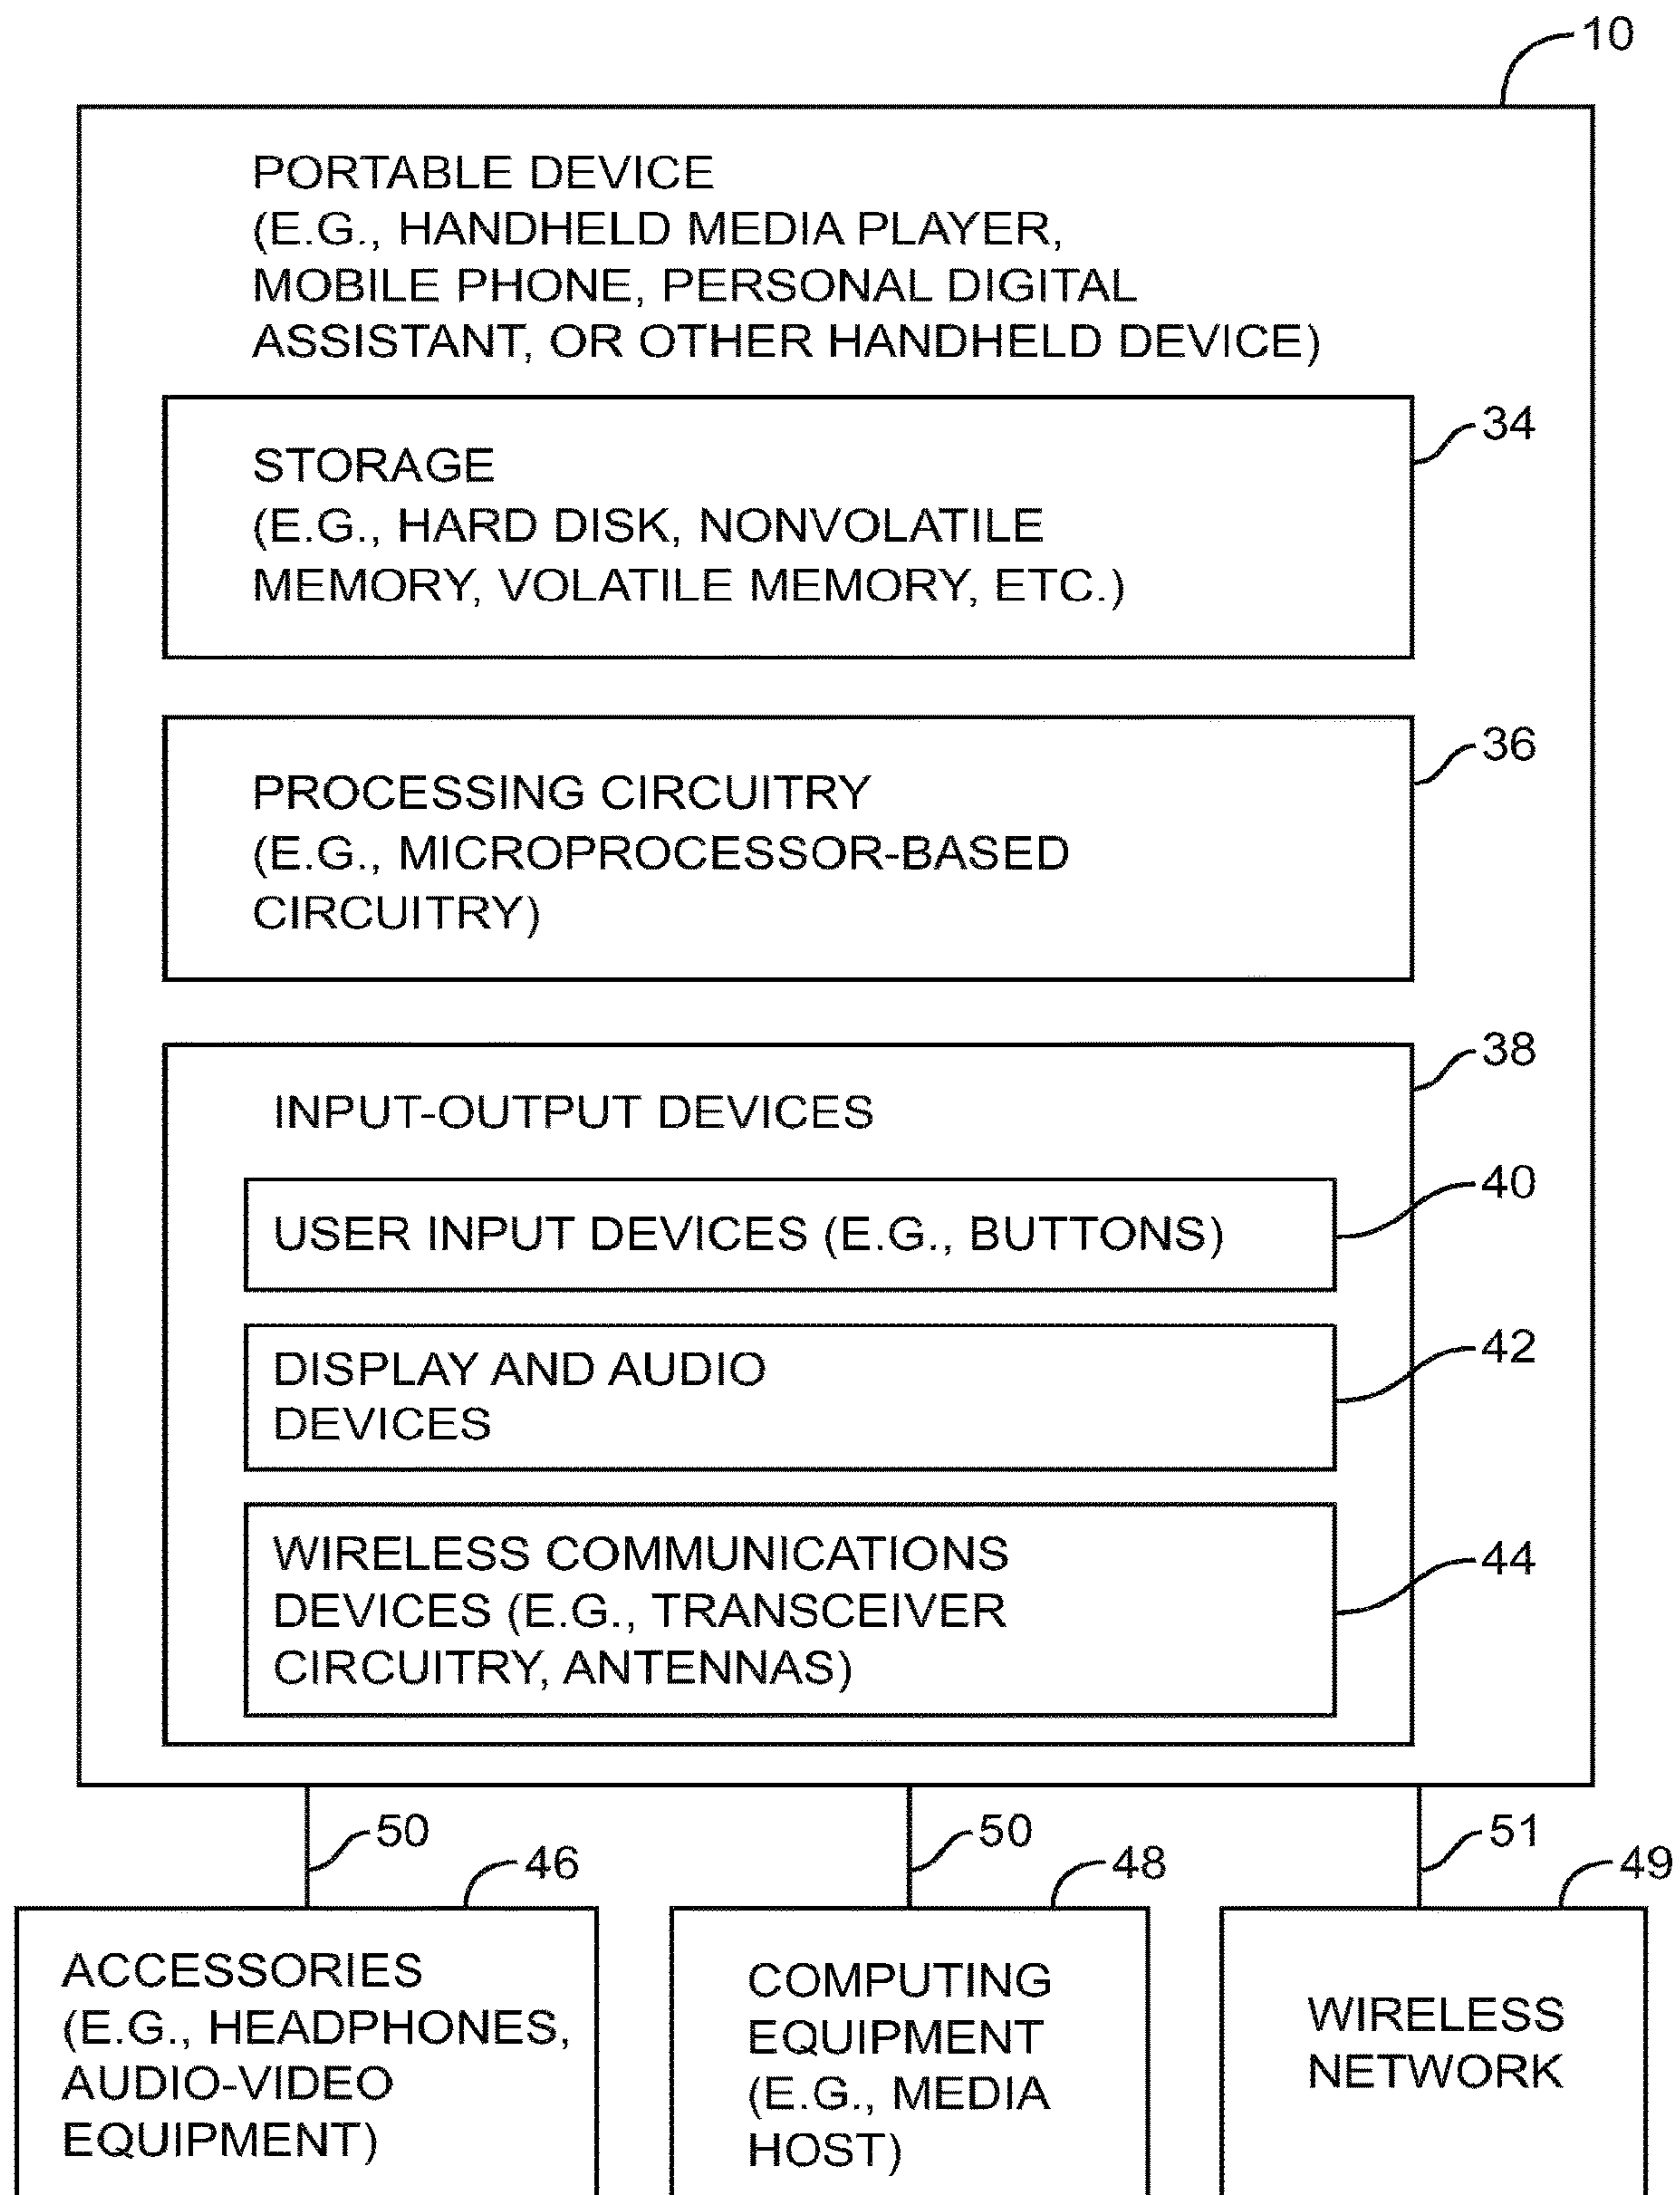 10
PORTABLE DEVICE
(E.G., HANDHELD MEDIA PLAYER,
MOBILE PHONE, PERSONAL DIGITAL
ASSISTANT, OR OTHER HANDHELD DEVICE)
34
STORAGE
(E.G., HARD DISK, NONVOLATILE
MEMORY, VOLATILE MEMORY, ETC.)
36
PROCESSING CIRCUITRY
(E.G., MICROPROCESSOR-BASED
CIRCUITRY)
38
INPUT-OUTPUT DEVICES
40
USER INPUT DEVICES (E.G., BUTTONS)
42
DISPLAY AND AUDIO
DEVICES
44
WIRELESS COMMUNICATIONS
DEVICES (E.G., TRANSCEIVER
CIRCUITRY, ANTENNAS)
50
50
51
46
48
49
ACCESSORIES
(E.G., HEADPHONES,
AUDIO-VIDEO
EQUIPMENT)
COMPUTING
EQUIPMENT
(E.G., MEDIA
HOST)
WIRELESS
NETWORK